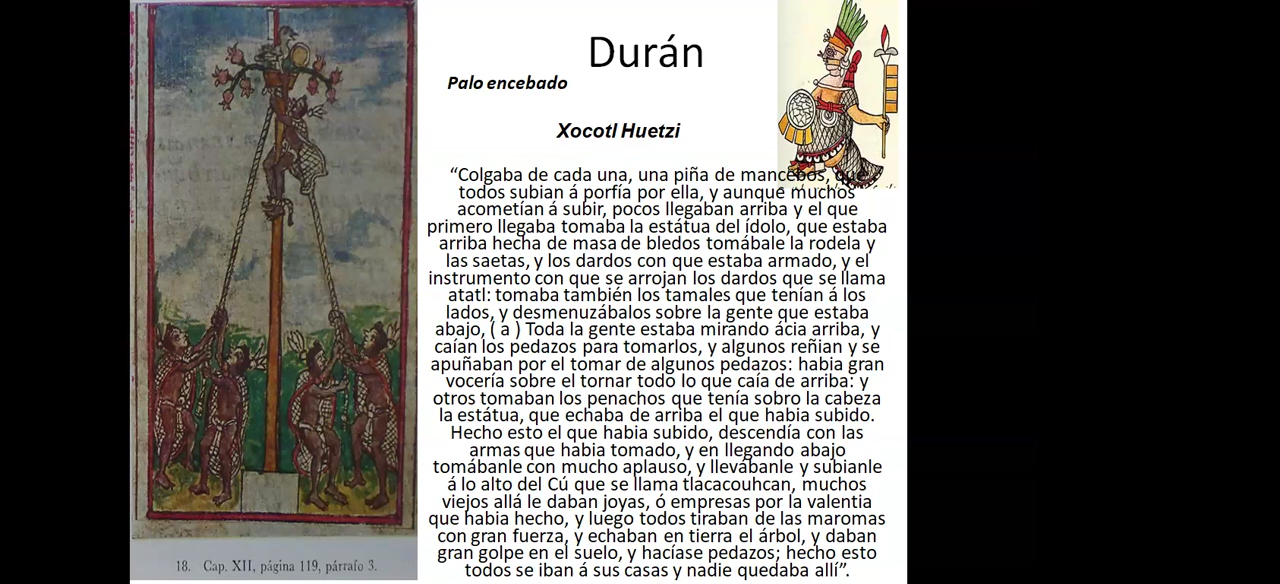 Durán
Palo encebado
Xocotl Huetzi
“Colgaba de cada una, una piña de mancebos, que
todos subian á porfía por ella, y aunque muchos
acometían á subir, pocos llegaban arriba y el que
primero llegaba tomaba la estátua del ídolo, que estaba
arriba hecha de masa de bledos tomábale la rodela y
las saetas, y los dardos con que estaba armado, y el
instrumento con que se arrojan los dardos que se llama
atatl: tomaba también los tamales que tenían á los
lados, y desmenuzábalos sobre la gente que estaba
abajo, ( a ) Toda la gente estaba mirando ácia arriba, y
caían los pedazos para tomarlos, y algunos reñian y se
apuñaban por el tomar de algunos pedazos: habia gran
vocería sobre el tornar todo lo que caía de arriba: y
otros tomaban los penachos que tenía sobro la cabeza
la estátua, que echaba de arriba el que habia subido.
Hecho esto el que habia subido, descendía con las
armas que habia tomado, y en llegando abajo
tomábanle con mucho aplauso, y llevábanle y subianle
á lo alto del Cú que se llama tlacacouhcan, muchos
viejos allá le daban joyas, ó empresas por la valentia
que habia hecho, y luego todos tiraban de las maromas
con gran fuerza, y echaban en tierra el árbol, y daban
gran golpe en el suelo, y hacíase pedazos; hecho esto
todos se iban á sus casas y nadie quedaba allí”.
18. Cap. XII, página 119, párrafo 3.